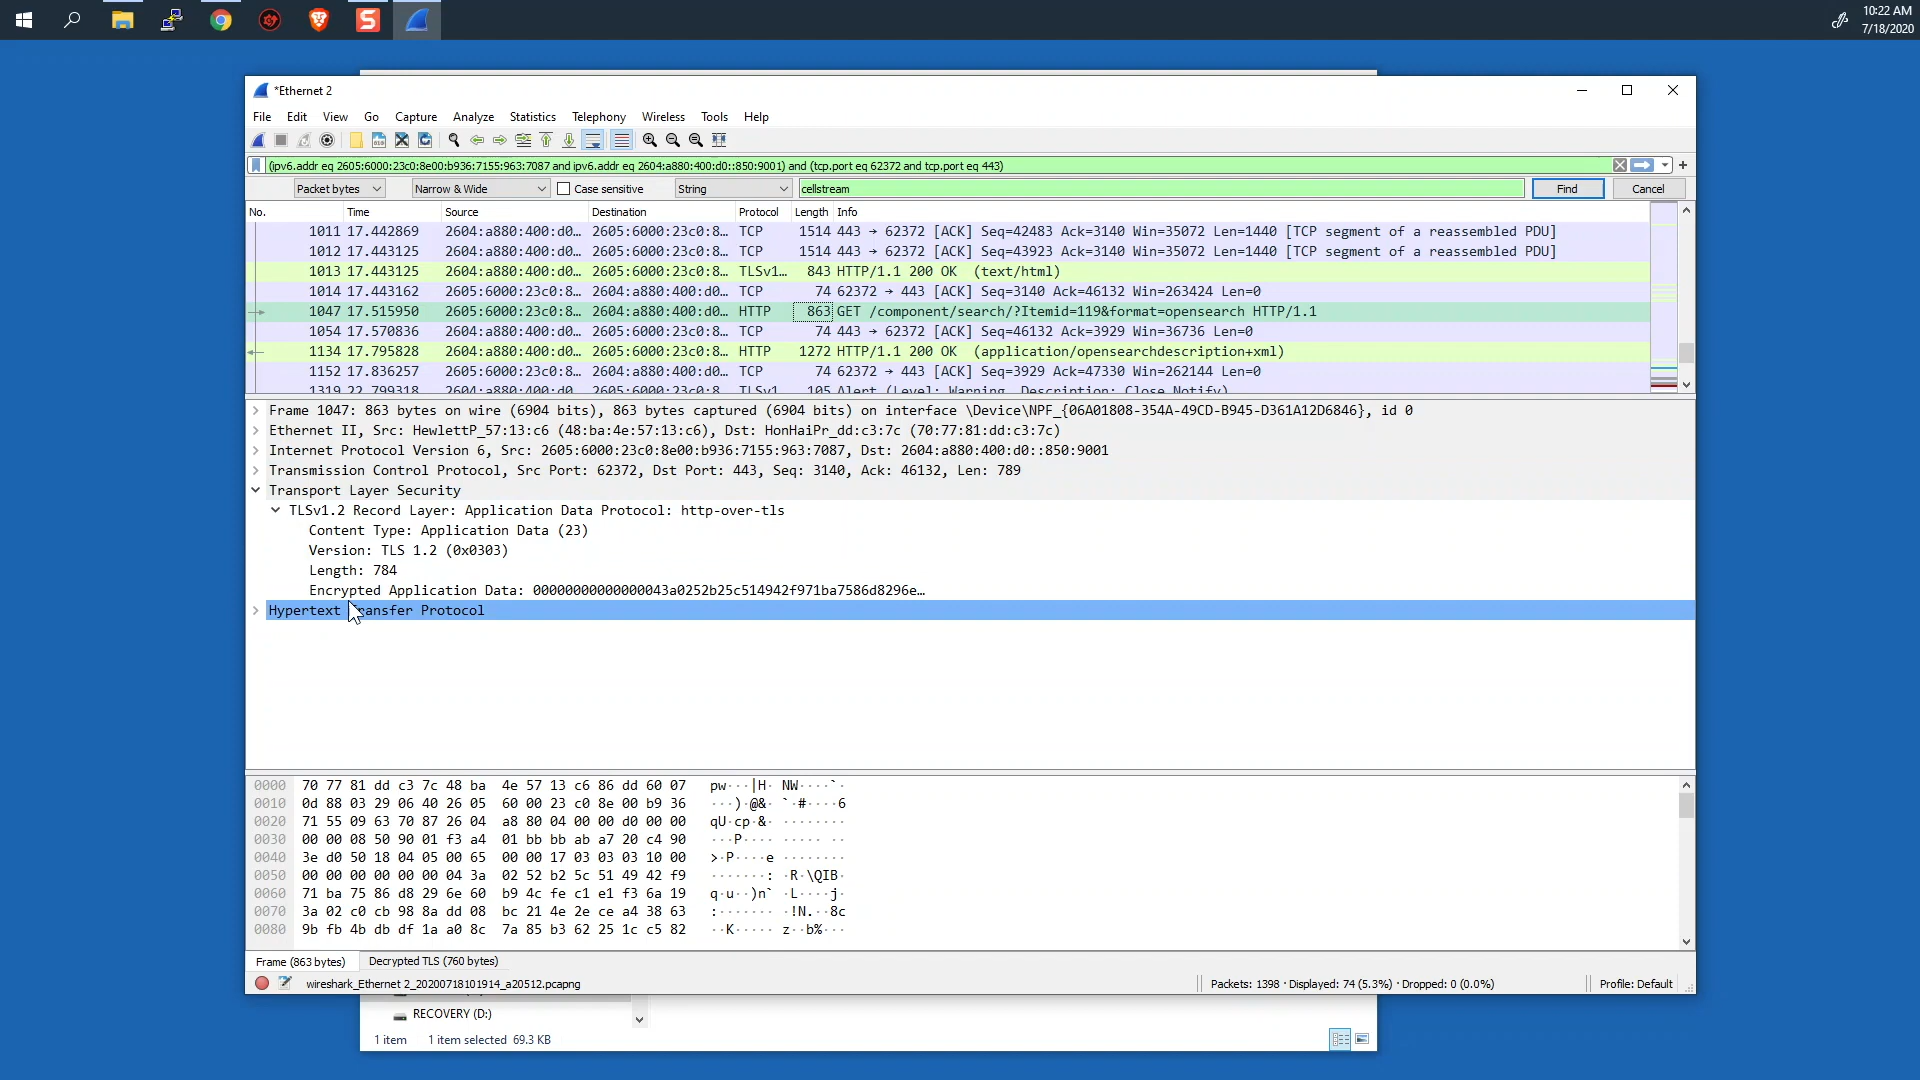 10:22 AM
7/18/2020
*Ethernet 2
File Edit View Go Capture Analyze Statistics Telephony Wireless Tools Help
(ipv6.addr eq 2605:6000:23c0:8e00:b936:7155:963:7087 and ipv6.addr eq 2604:a880:400:d0::850:9001) and (tcp.port eq 62372 and tcp.port eq 443)
Packet bytes Narrow & Wide Case sensitive String cellstream Find Cancel
No. Time Source Destination Protocol Length Info
1011 17.442869 2604:a880:400:d0… 2605:6000:23c0:8… TCP 1514 443 → 62372 [ACK] Seq=42483 Ack=3140 Win=35072 Len=1440 [TCP segment of a reassembled PDU]
1012 17.443125 2604:a880:400:d0… 2605:6000:23c0:8… TCP 1514 443 → 62372 [ACK] Seq=43923 Ack=3140 Win=35072 Len=1440 [TCP segment of a reassembled PDU]
1013 17.443125 2604:a880:400:d0… 2605:6000:23c0:8… TLSv1… 843 HTTP/1.1 200 OK (text/html)
1014 17.443162 2605:6000:23c0:8… 2604:a880:400:d0… TCP 74 62372 → 443 [ACK] Seq=3140 Ack=46132 Win=263424 Len=0
1047 17.515950 2605:6000:23c0:8… 2604:a880:400:d0… HTTP 863 GET /component/search/?Itemid=119&format=opensearch HTTP/1.1
1054 17.570836 2604:a880:400:d0… 2605:6000:23c0:8… TCP 74 443 → 62372 [ACK] Seq=46132 Ack=3929 Win=36736 Len=0
1134 17.795828 2604:a880:400:d0… 2605:6000:23c0:8… HTTP 1272 HTTP/1.1 200 OK (application/opensearchdescription+xml)
1152 17.836257 2605:6000:23c0:8… 2604:a880:400:d0… TCP 74 62372 → 443 [ACK] Seq=3929 Ack=47330 Win=262144 Len=0
1319 22.799318 2604:a880:400:d0… 2605:6000:23c0:8… TLSv1… 105 Alert (Level: Warning, Description: Close Notify)
Frame 1047: 863 bytes on wire (6904 bits), 863 bytes captured (6904 bits) on interface \Device\NPF_{06A01808-354A-49CD-B945-D361A12D6846}, id 0
Ethernet II, Src: HewlettP_57:13:c6 (48:ba:4e:57:13:c6), Dst: HonHaiPr_dd:c3:7c (70:77:81:dd:c3:7c)
Internet Protocol Version 6, Src: 2605:6000:23c0:8e00:b936:7155:963:7087, Dst: 2604:a880:400:d0::850:9001
Transmission Control Protocol, Src Port: 62372, Dst Port: 443, Seq: 3140, Ack: 46132, Len: 789
Transport Layer Security
TLSv1.2 Record Layer: Application Data Protocol: http-over-tls
Content Type: Application Data (23)
Version: TLS 1.2 (0x0303)
Length: 784
Encrypted Application Data: 00000000000000043a0252b25c514942f971ba7586d8296e…
Hypertext Transfer Protocol
0000 70 77 81 dd c3 7c 48 ba 4e 57 13 c6 86 dd 60 07 pw···|H· NW····`·
0010 0d 88 03 29 06 40 26 05 60 00 23 c0 8e 00 b9 36 ···)·@&· `·#····6
0020 71 55 09 63 70 87 26 04 a8 80 04 00 00 d0 00 00 qU·cp·&· ········
0030 00 00 08 50 90 01 f3 a4 01 bb bb ab a7 20 c4 90 ···P···· ····· ··
0040 3e d0 50 18 04 05 00 65 00 00 17 03 03 03 10 00 >·P····e ········
0050 00 00 00 00 00 00 04 3a 02 52 b2 5c 51 49 42 f9 ·······: ·R·\QIB·
0060 71 ba 75 86 d8 29 6e 60 b9 4c fe c1 e1 f3 6a 19 q·u··)n` ·L····j·
0070 3a 02 c0 cb 98 8a dd 08 bc 21 4e 2e ce a4 38 63 :······· ·!N.··8c
0080 9b fb 4b db df 1a a0 8c 7a 85 b3 62 25 1c c5 82 ··K····· z··b%···
Frame (863 bytes) Decrypted TLS (760 bytes)
wireshark_Ethernet 2_20200718101914_a20512.pcapng Packets: 1398 · Displayed: 74 (5.3%) · Dropped: 0 (0.0%) Profile: Default
RECOVERY (D:)
1 item 1 item selected 69.3 KB